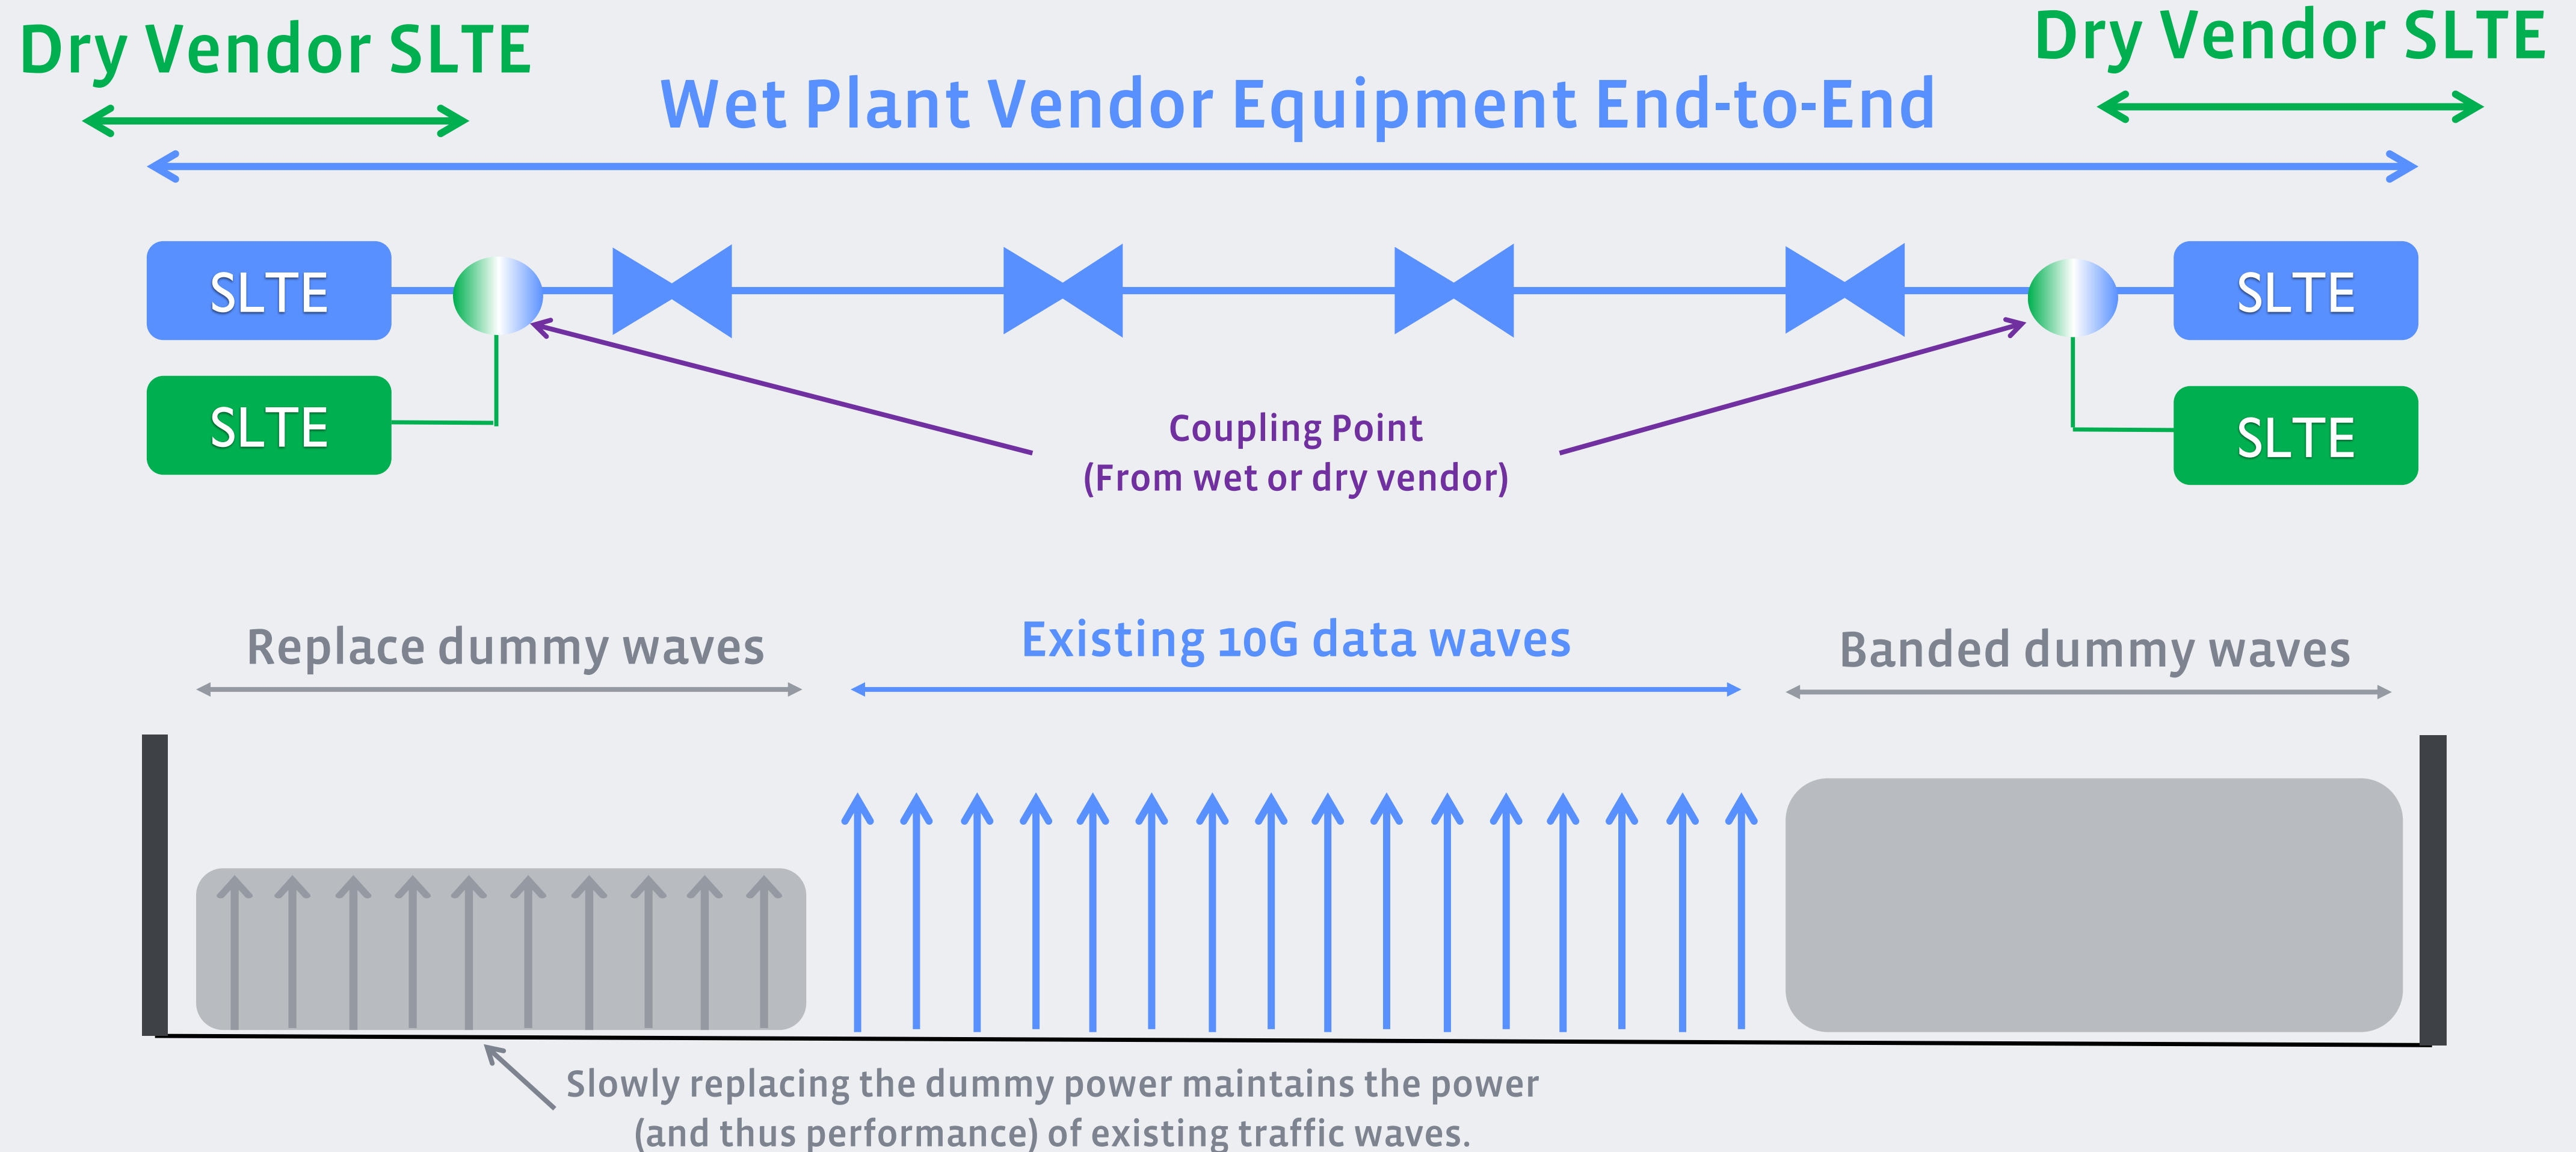 Dry Vendor SLTE
Dry Vendor SLTE
Wet Plant Vendor Equipment End-to-End
SLTE
SLTE
SLTE
SLTE
Coupling Point
(From wet or dry vendor)
Replace dummy waves
Existing 10G data waves
Banded dummy waves
Slowly replacing the dummy power maintains the power
(and thus performance) of existing traffic waves.